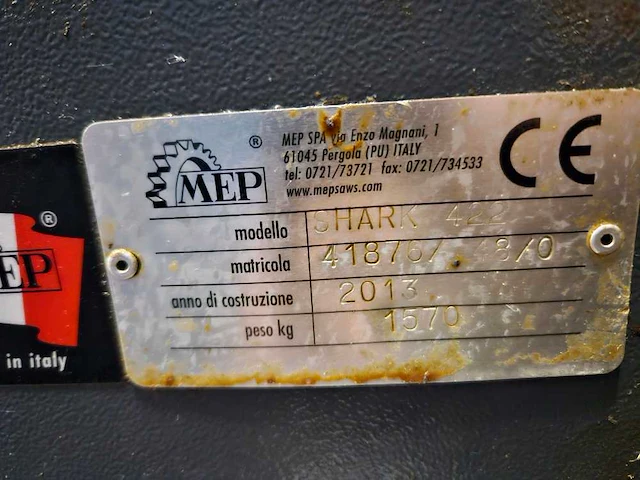 MEP®
MEP SPA via Enzo Magnani, 1
61045 Pergola (PU) ITALY
tel: 0721/73721 fax: 0721/734533
www.mepsaws.com
CE
modello SHARK 422
matricola
anno di costruzione 2013
peso kg 1570
®
EP
in italy